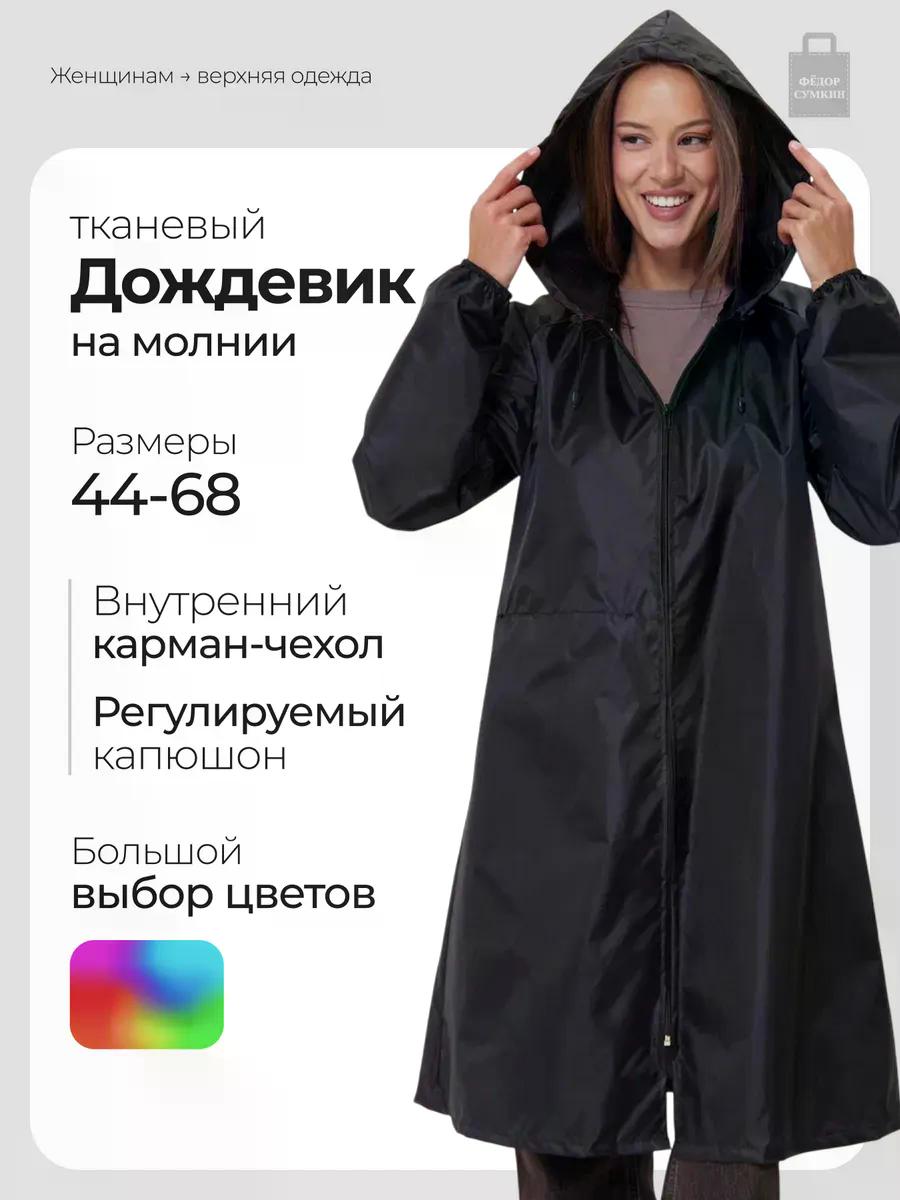 Женщинам → верхняя одежда
ФЁДОР
СУМКИН
тканевый
Дождевик
на молнии
Размеры
44-68
Внутренний
карман-чехол
Регулируемый
капюшон
Большой
выбор цветов